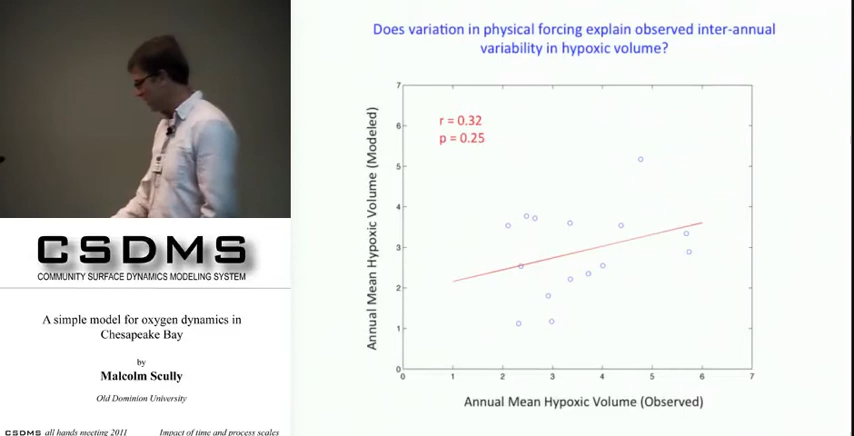 Does variation in physical forcing explain observed inter-annual
variability in hypoxic volume?
r = 0.32
p = 0.25
Annual Mean Hypoxic Volume (Modeled)
7
6
5
4
3
2
1
0
0 1 2 3 4 5 6 7
Annual Mean Hypoxic Volume (Observed)
CSDMS
COMMUNITY SURFACE DYNAMICS MODELING SYSTEM
A simple model for oxygen dynamics in
Chesapeake Bay
by
Malcolm Scully
Old Dominion University
CSDMS all hands meeting 2011 Impact of time and process scales